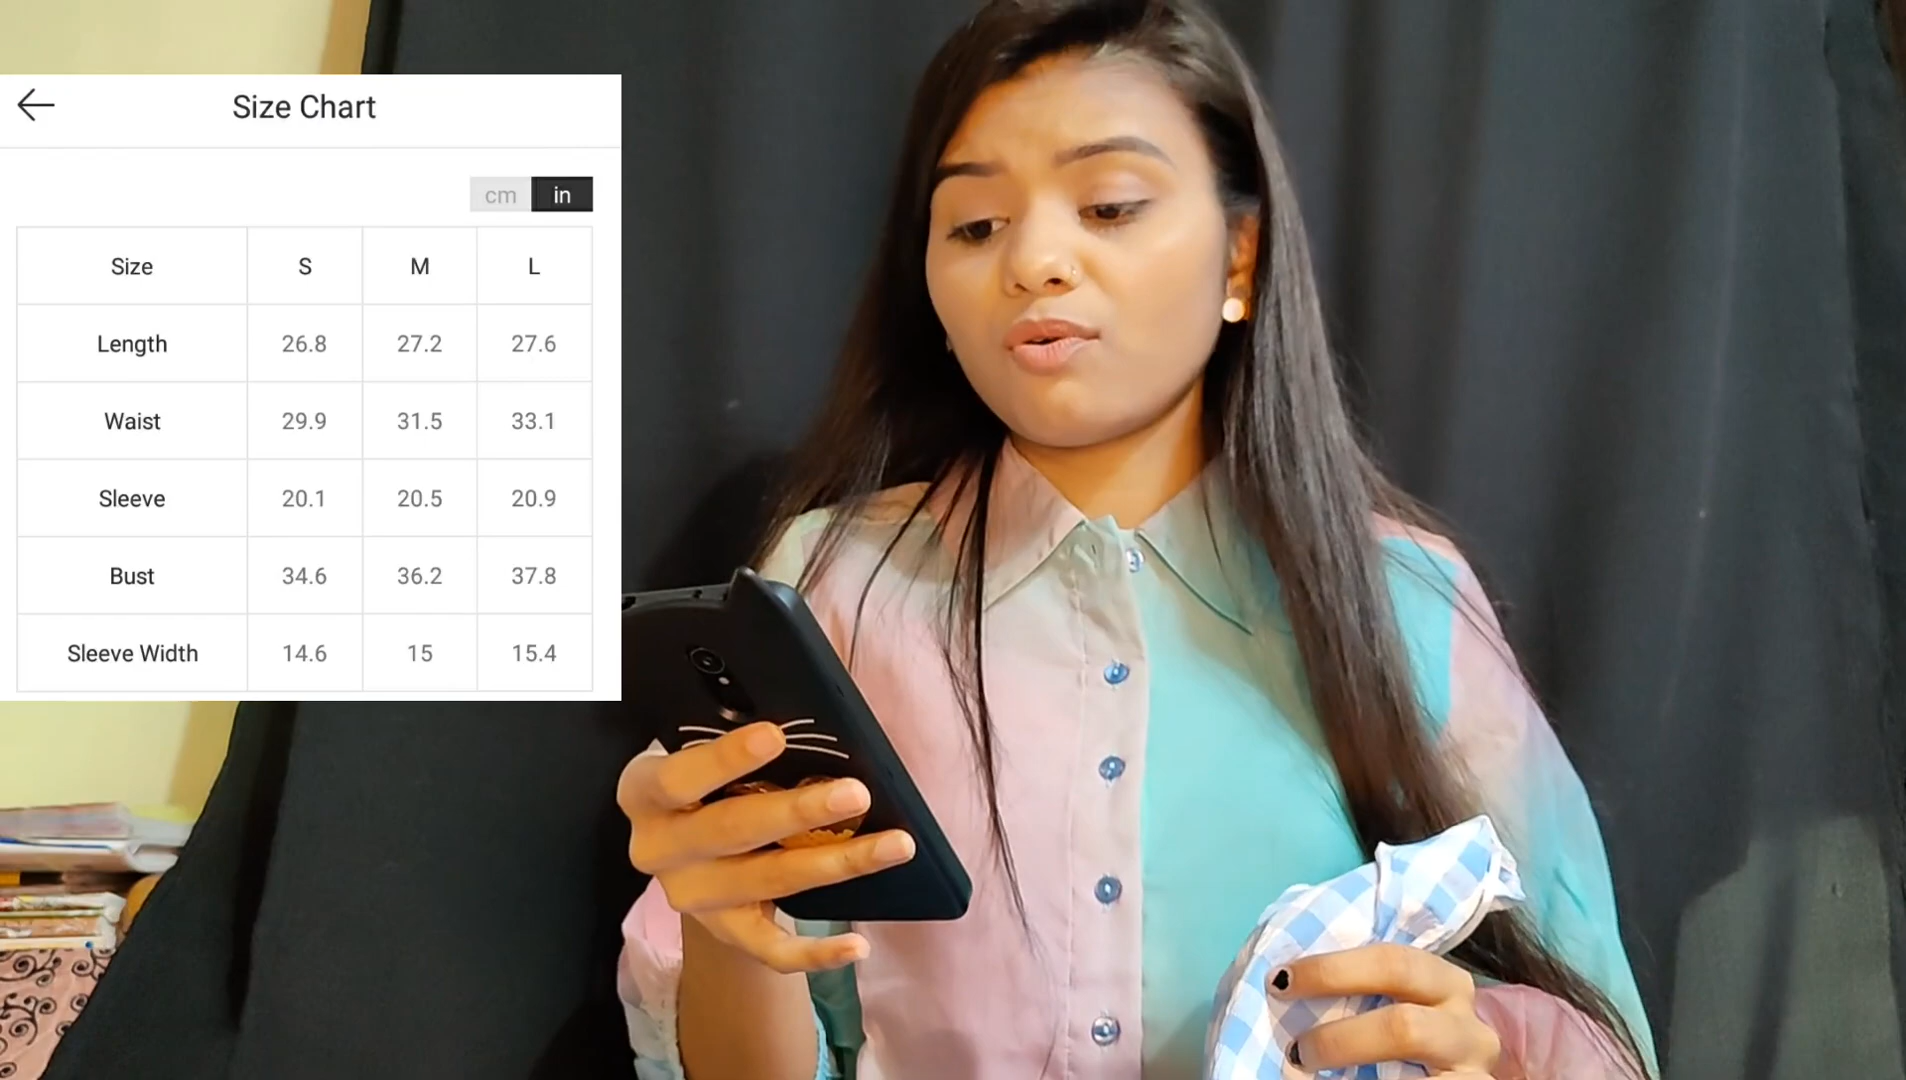 Size Chart
cm in
Size S M L
Length 26.8 27.2 27.6
Waist 29.9 31.5 33.1
Sleeve 20.1 20.5 20.9
Bust 34.6 36.2 37.8
Sleeve Width 14.6 15 15.4